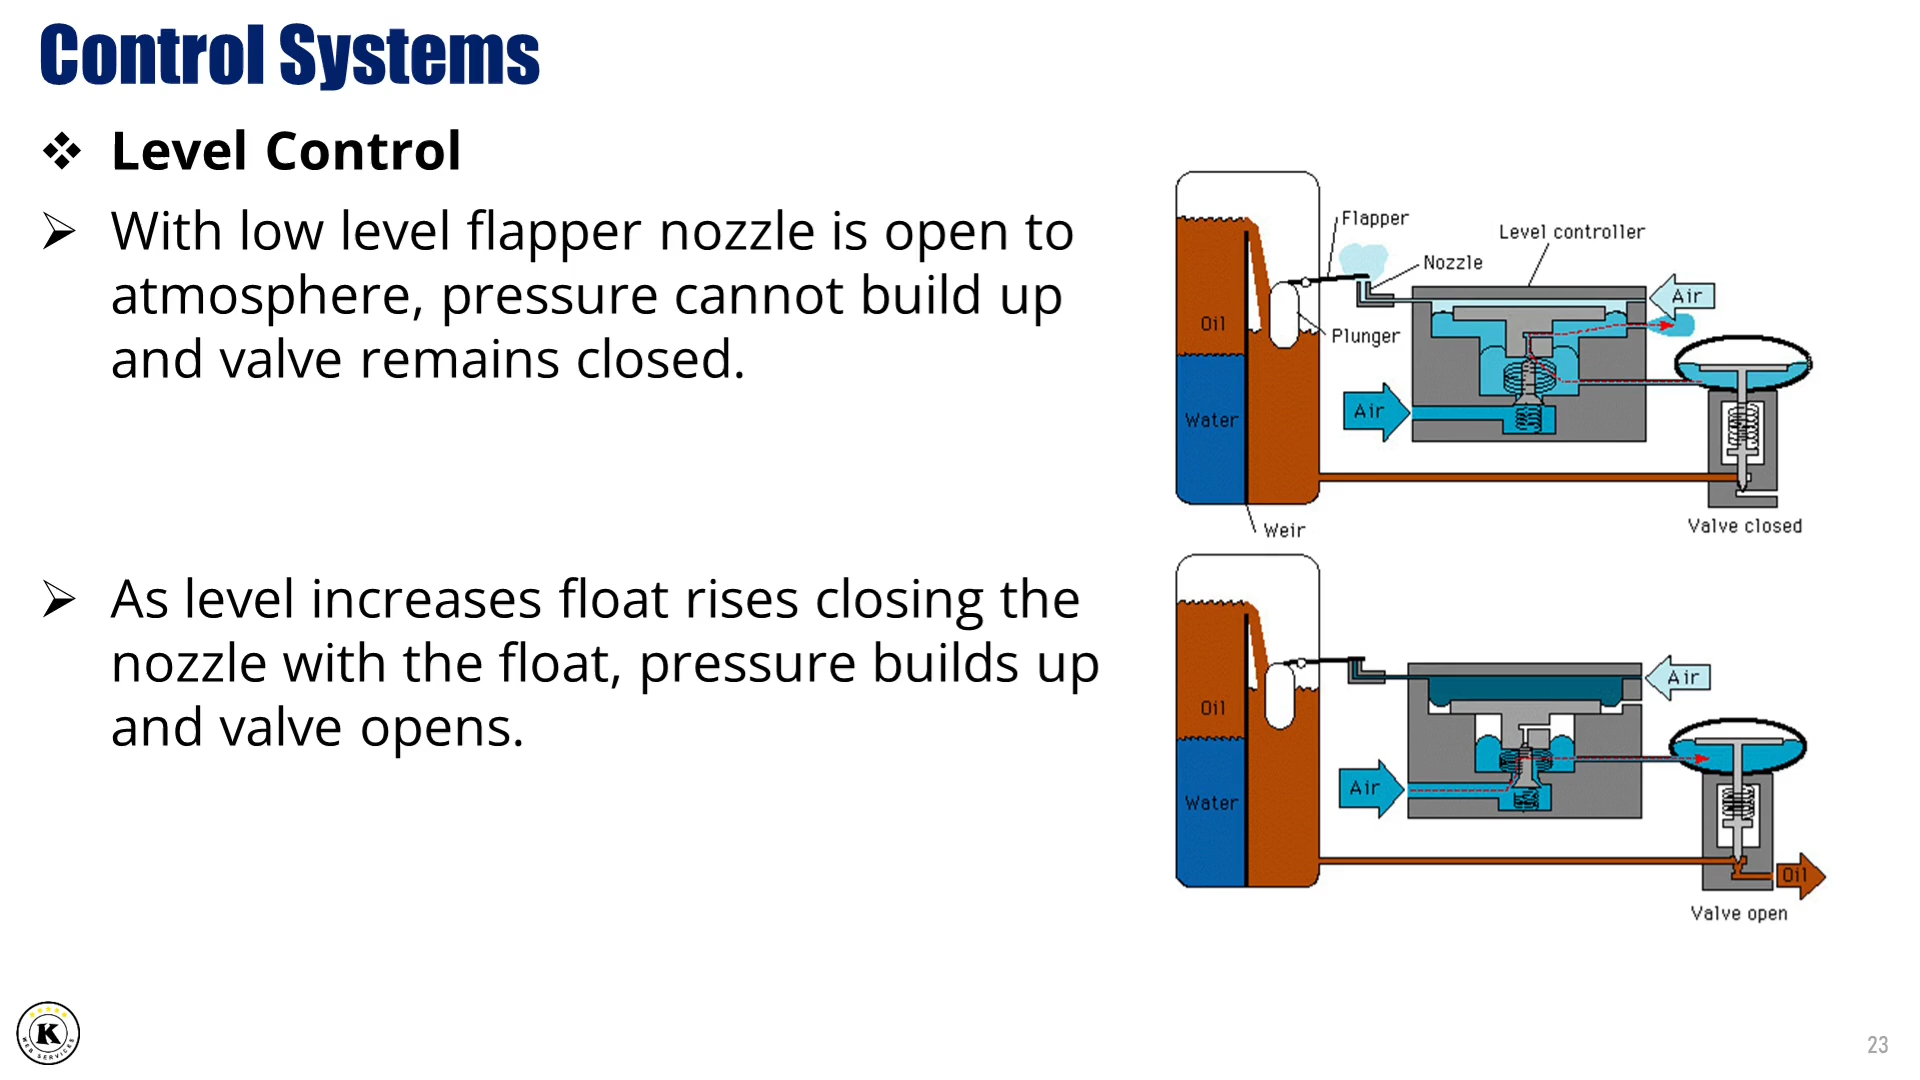 Control Systems
❖ Level Control
➢ With low level flapper nozzle is open to
atmosphere, pressure cannot build up
and valve remains closed.
➢ As level increases float rises closing the
nozzle with the float, pressure builds up
and valve opens.
Flapper
Level controller
Nozzle
Air
Oil
Plunger
Air
Water
Valve closed
Weir
Air
Oil
Air
Water
Oil
Valve open
K
WEB SERVICES
23